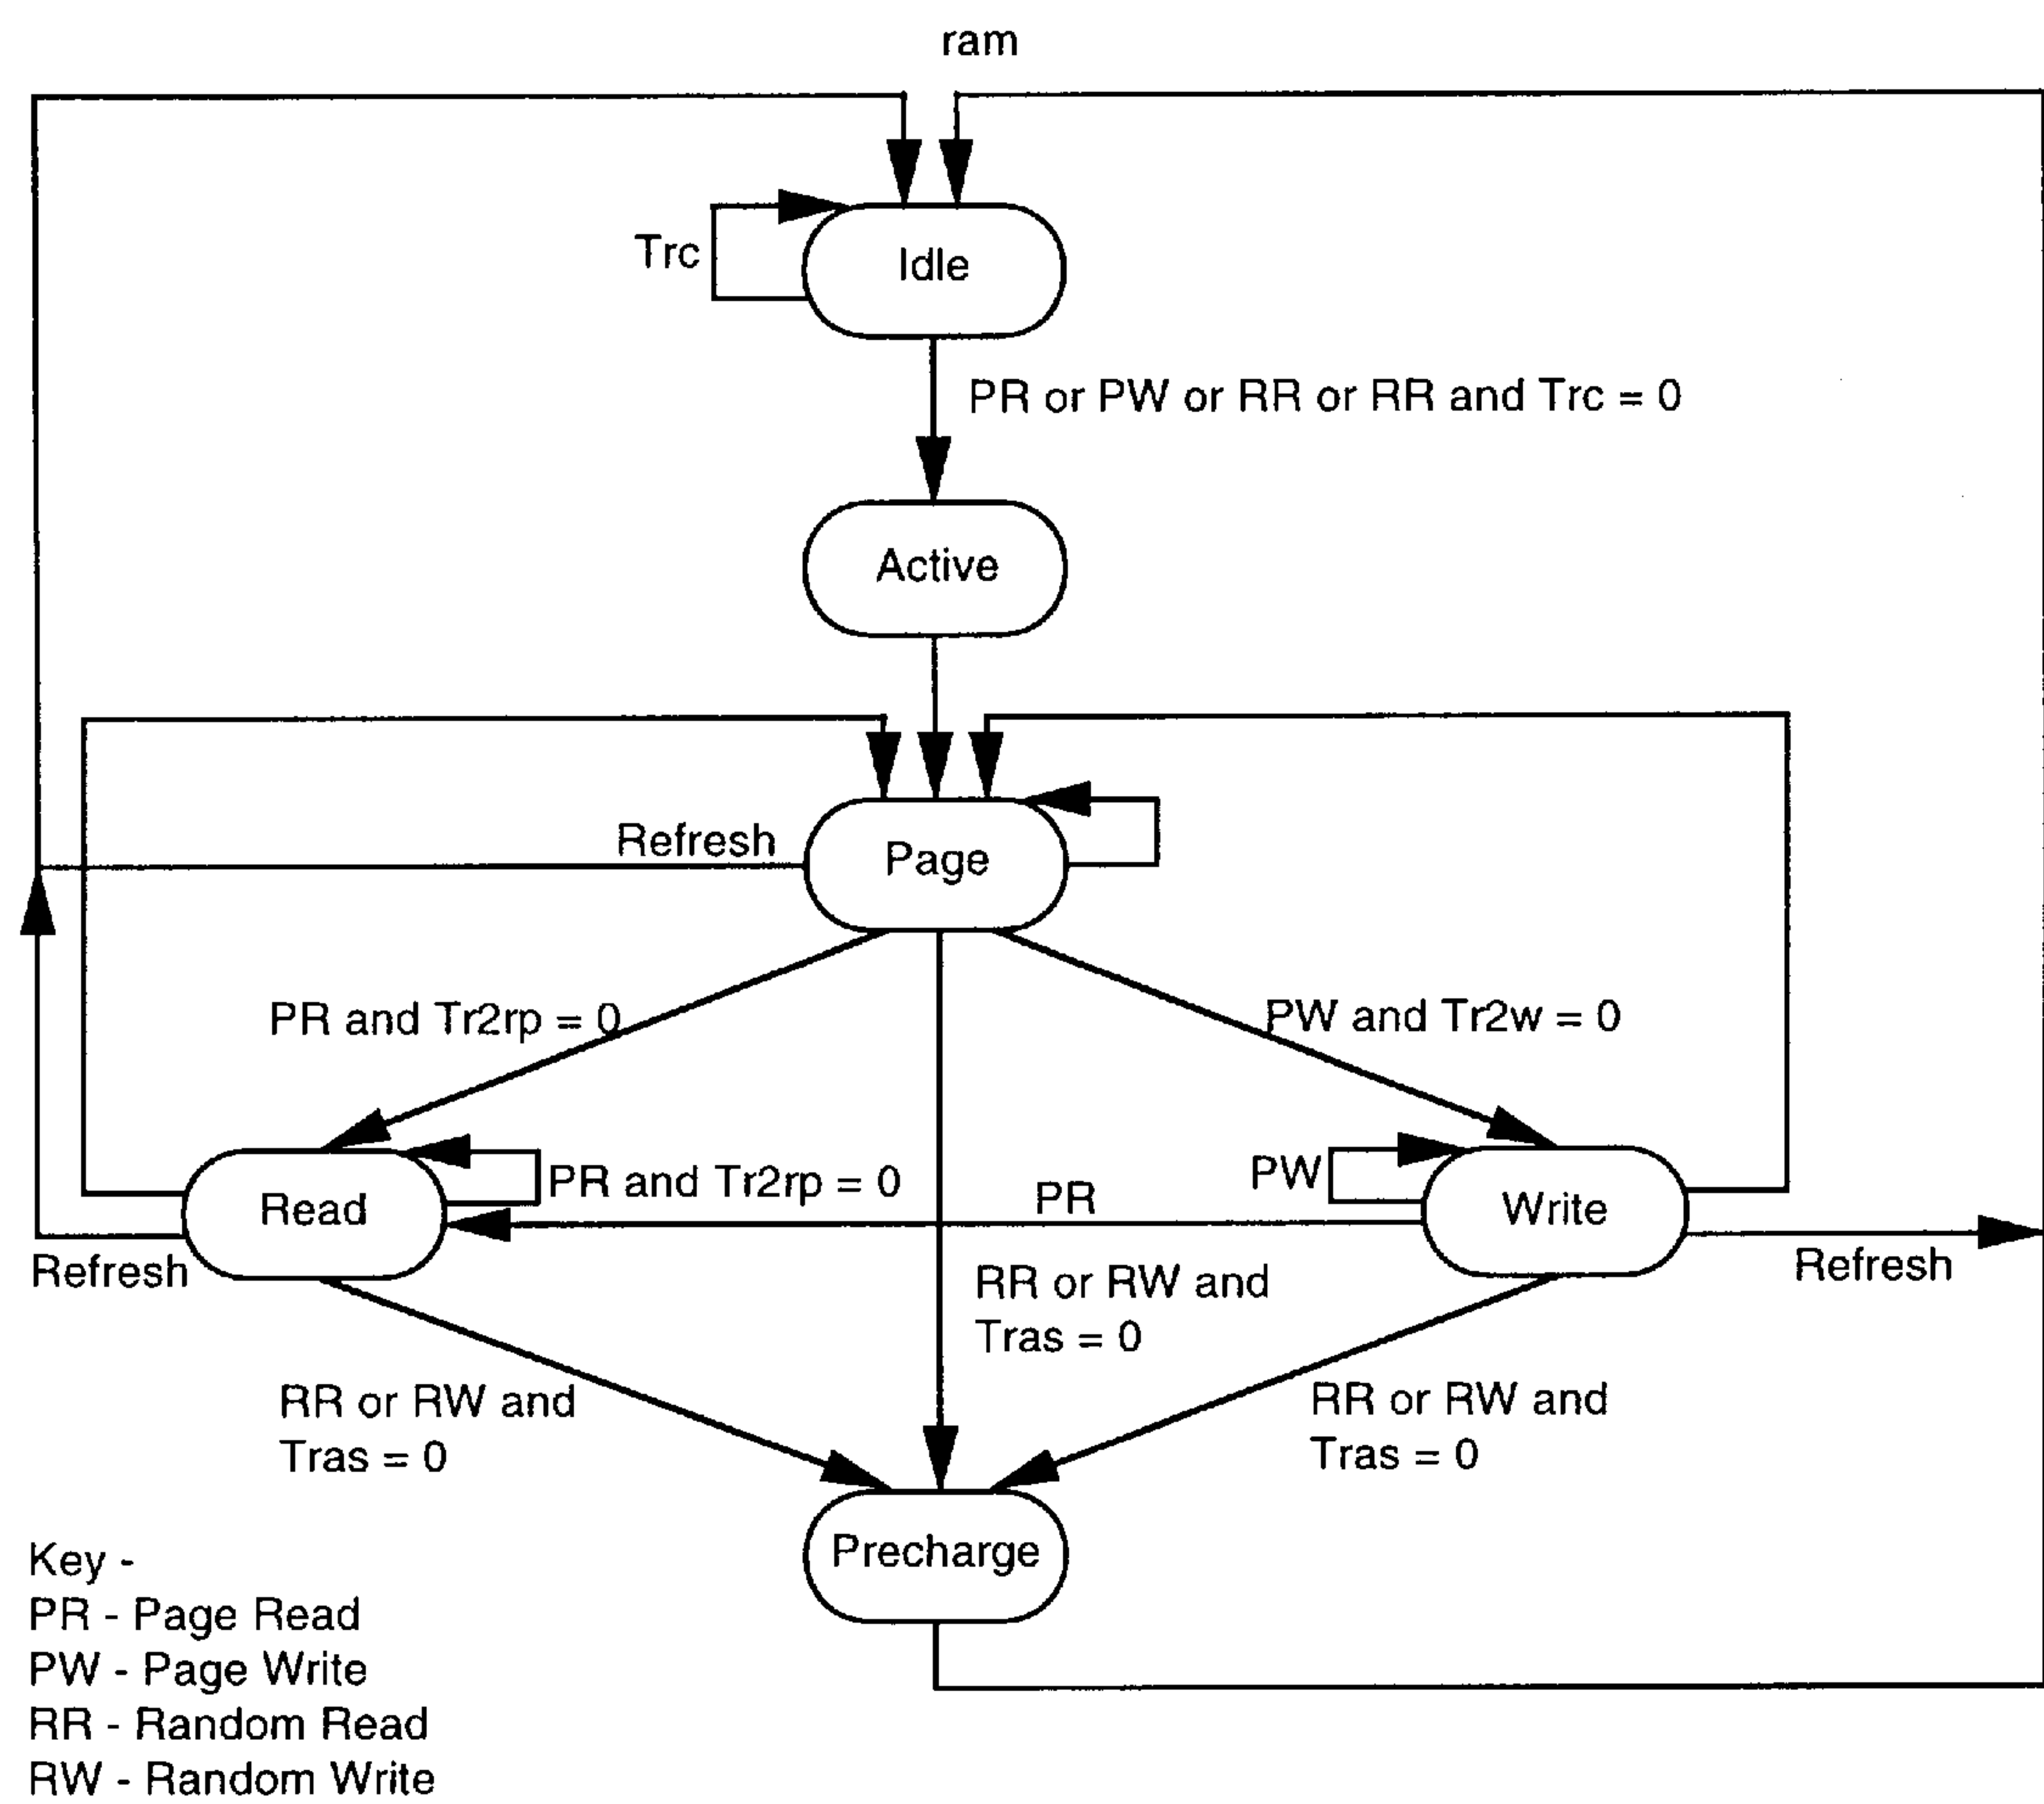 ram
Trc
Idle
PR or PW or RR or RR and Trc = 0
Active
Refresh
Page
PR and Tr2rp = 0
PW and Tr2w = 0
Read
PR and Tr2rp = 0
PR
PW
Write
Refresh
Refresh
RR or RW and
Tras = 0
RR or RW and
Tras = 0
RR or RW and
Tras = 0
Precharge
Key -
PR - Page Read
PW - Page Write
RR - Random Read
RW - Random Write